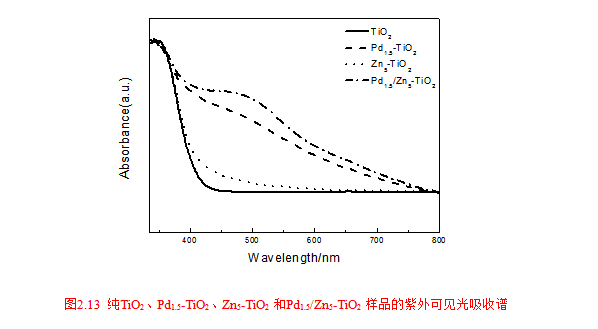 TiO2
Pd1.5-TiO2
Zn5-TiO2
Pd1.5/Zn5-TiO2
Absorbance(a.u.)
400 500 600 700 800
Wavelength/nm
图2.13 纯TiO2、Pd1.5-TiO2、Zn5-TiO2 和Pd1.5/Zn5-TiO2 样品的紫外可见光吸收谱